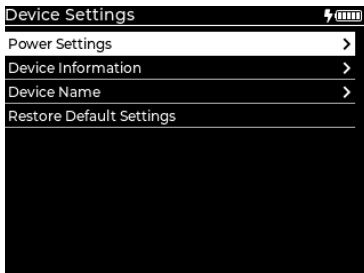 Device Settings
Power Settings
Device Information
Device Name
Restore Default Settings